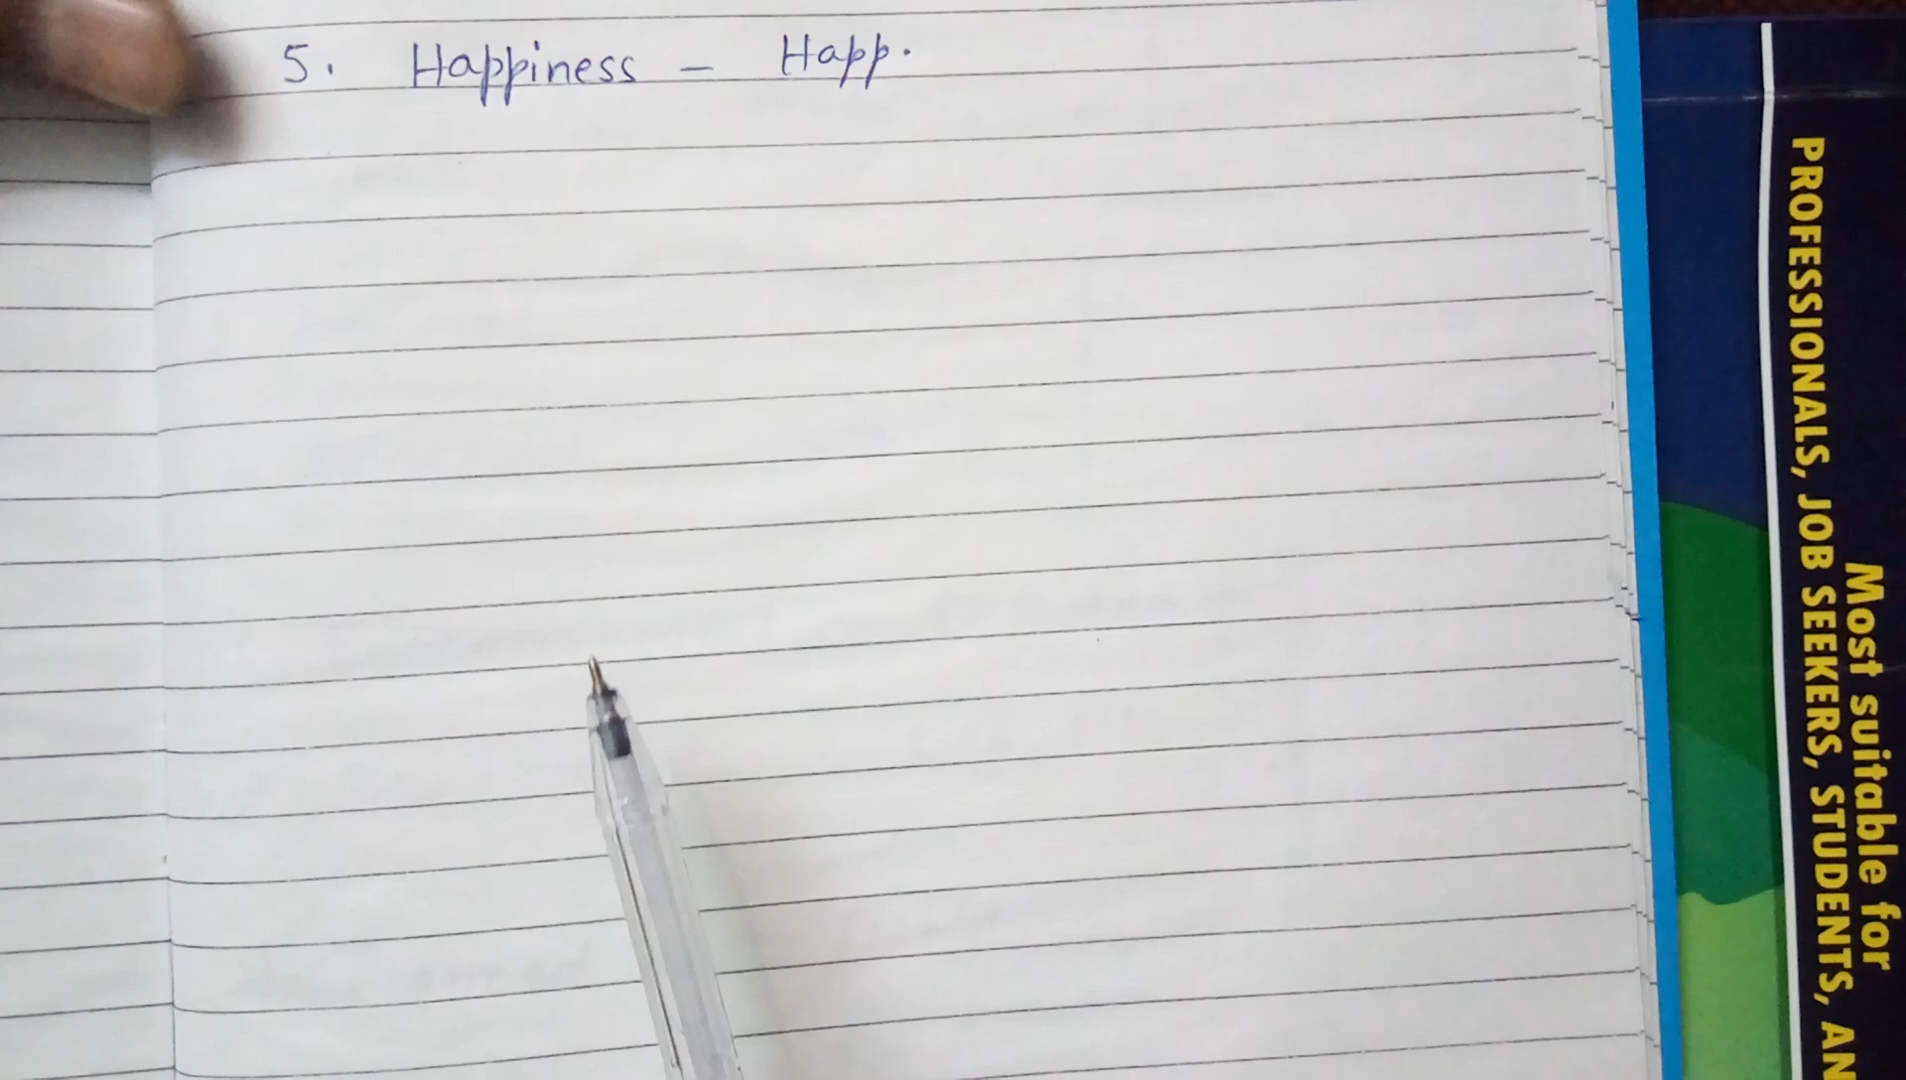 5. Happiness - Happ.
Most suitable for
PROFESSIONALS, JOB SEEKERS, STUDENTS, AN